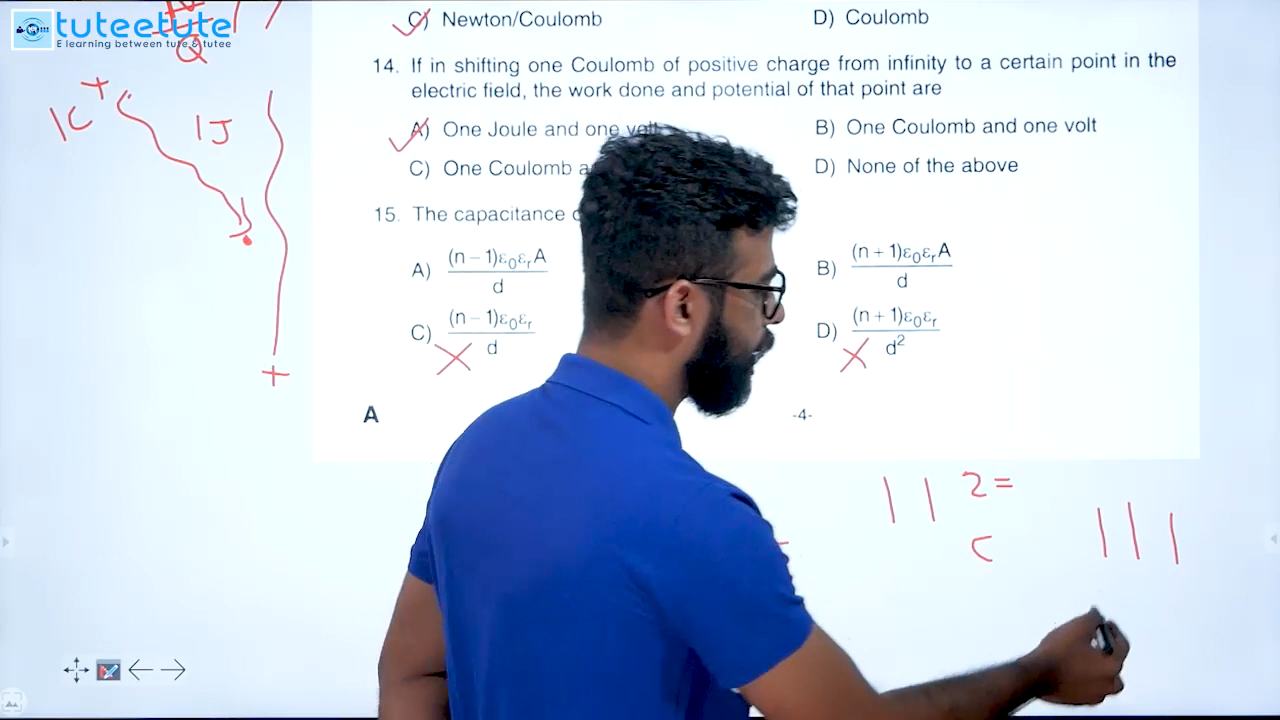 tuteetute
E learning between tute & tutee
Q
C) Newton/Coulomb
D) Coulomb
14. If in shifting one Coulomb of positive charge from infinity to a certain point in the
electric field, the work done and potential of that point are
A) One Joule and one volt
B) One Coulomb and one volt
C) One Coulomb
D) None of the above
15. The capacitance
A) (n − 1)ε₀εᵣA
d
B) (n + 1)ε₀εᵣA
d
C) (n − 1)ε₀εᵣ
d
D) (n + 1)ε₀εᵣ
d²
A
-4-
+
1C
1J
+
2 =
C